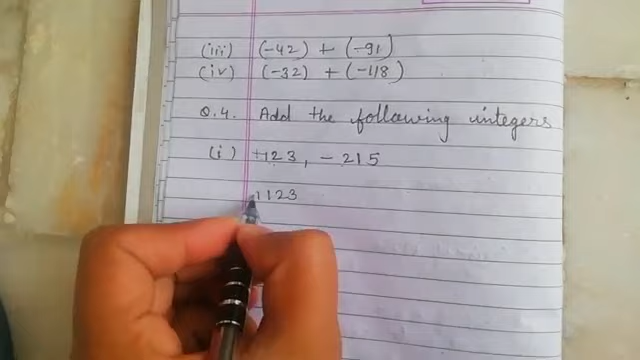 (iii) (-42) + (-91)
(iv) (-32) + (-118)
Q.4. Add the following integers
(i) +123, - 215
+123